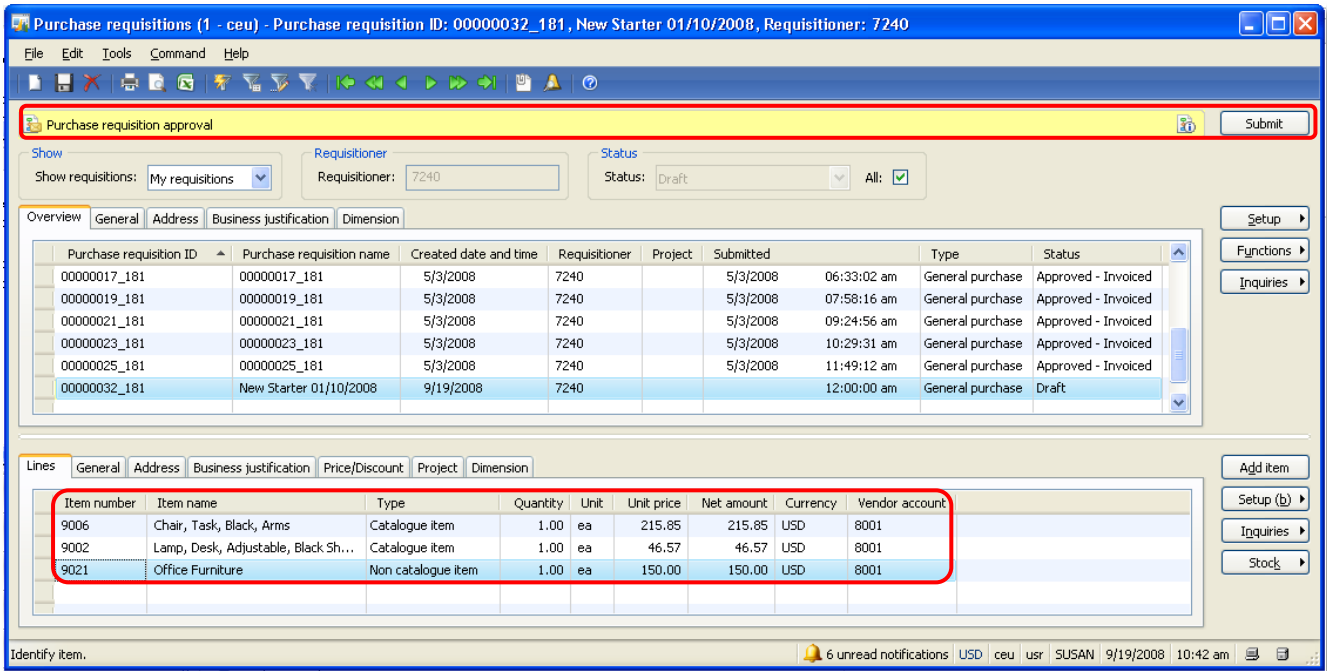 Purchase requisitions (1 - ceu) - Purchase requisition ID: 00000032_181, New Starter 01/10/2008, Requisitioner: 7240
File Edit Tools Command Help
Purchase requisition approval Submit
Show Requisitioner Status
Show requisitions: My requisitions Requisitioner: 7240 Status: Draft All:
Overview General Address Business justification Dimension Setup
Purchase requisition ID Purchase requisition name Created date and time Requisitioner Project Submitted Type Status Functions
00000017_181 00000017_181 5/3/2008 7240 5/3/2008 06:33:02 am General purchase Approved - Invoiced Inquiries
00000019_181 00000019_181 5/3/2008 7240 5/3/2008 07:58:16 am General purchase Approved - Invoiced
00000021_181 00000021_181 5/3/2008 7240 5/3/2008 09:24:56 am General purchase Approved - Invoiced
00000023_181 00000023_181 5/3/2008 7240 5/3/2008 10:29:31 am General purchase Approved - Invoiced
00000025_181 00000025_181 5/3/2008 7240 5/3/2008 11:49:12 am General purchase Approved - Invoiced
00000032_181 New Starter 01/10/2008 9/19/2008 7240 12:00:00 am General purchase Draft
Lines General Address Business justification Price/Discount Project Dimension Add item
Item number Item name Type Quantity Unit Unit price Net amount Currency Vendor account Setup (b)
9006 Chair, Task, Black, Arms Catalogue item 1.00 ea 215.85 215.85 USD 8001
9002 Lamp, Desk, Adjustable, Black Sh... Catalogue item 1.00 ea 46.57 46.57 USD 8001 Inquiries
9021 Office Furniture Non catalogue item 1.00 ea 150.00 150.00 USD 8001 Stock
Identify item. 6 unread notifications USD ceu usr SUSAN 9/19/2008 10:42 am